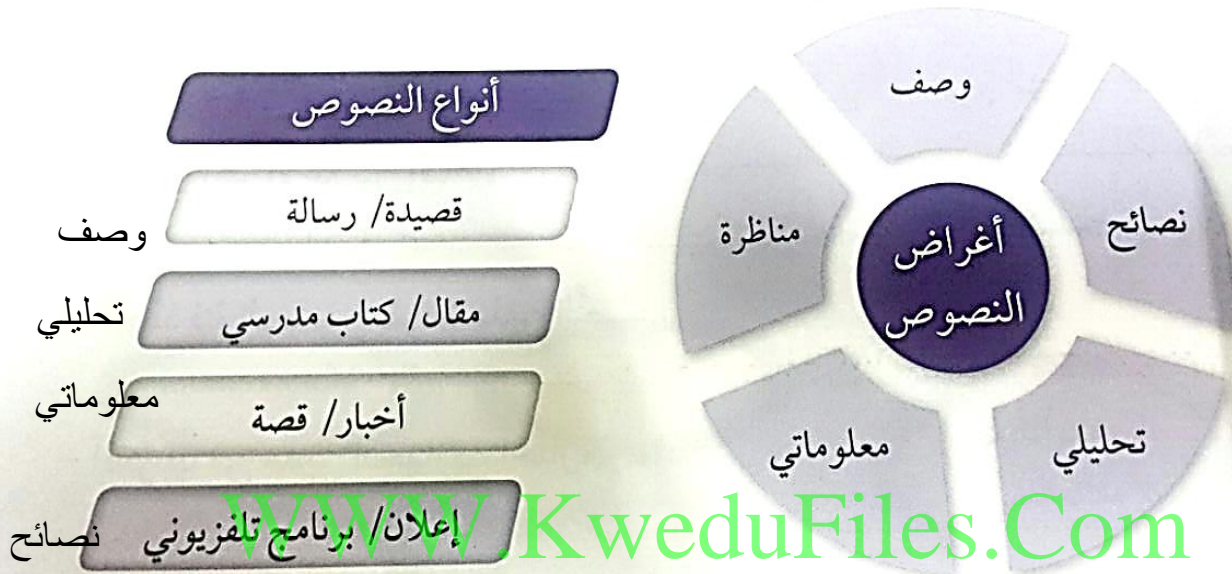 وصف
نصائح
أغراض
النصوص
مناظرة
تحليلي
معلوماتي
أنواع النصوص
قصيدة/ رسالة
وصف
مقال/ كتاب مدرسي
تحليلي
أخبار/ قصة
معلوماتي
إعلان/ برنامج تلفزيوني
نصائح
WWW.KweduFiles.Com